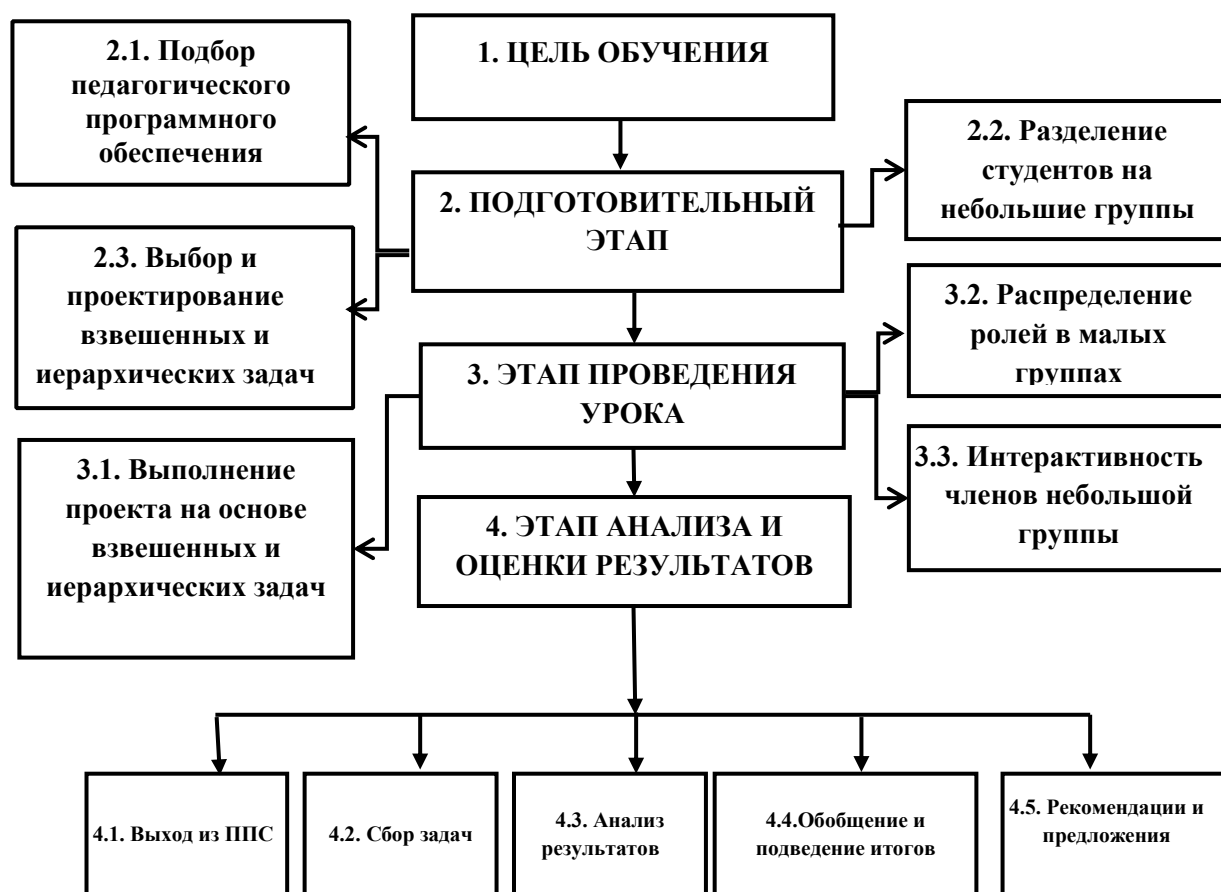 1. ЦЕЛЬ ОБУЧЕНИЯ
2. ПОДГОТОВИТЕЛЬНЫЙ
ЭТАП
2.1. Подбор
педагогического
программного
обеспечения
2.2. Разделение
студентов на
небольшие группы
2.3. Выбор и
проектирование
взвешенных и
иерархических задач
3. ЭТАП ПРОВЕДЕНИЯ
УРОКА
3.1. Выполнение
проекта на основе
взвешенных и
иерархических задач
3.2. Распределение
ролей в малых
группах
3.3. Интерактивность
членов небольшой
группы
4. ЭТАП АНАЛИЗА И
ОЦЕНКИ РЕЗУЛЬТАТОВ
4.1. Выход из ППС
4.2. Сбор задач
4.3. Анализ
результатов
4.4.Обобщение и
подведение итогов
4.5. Рекомендации и
предложения